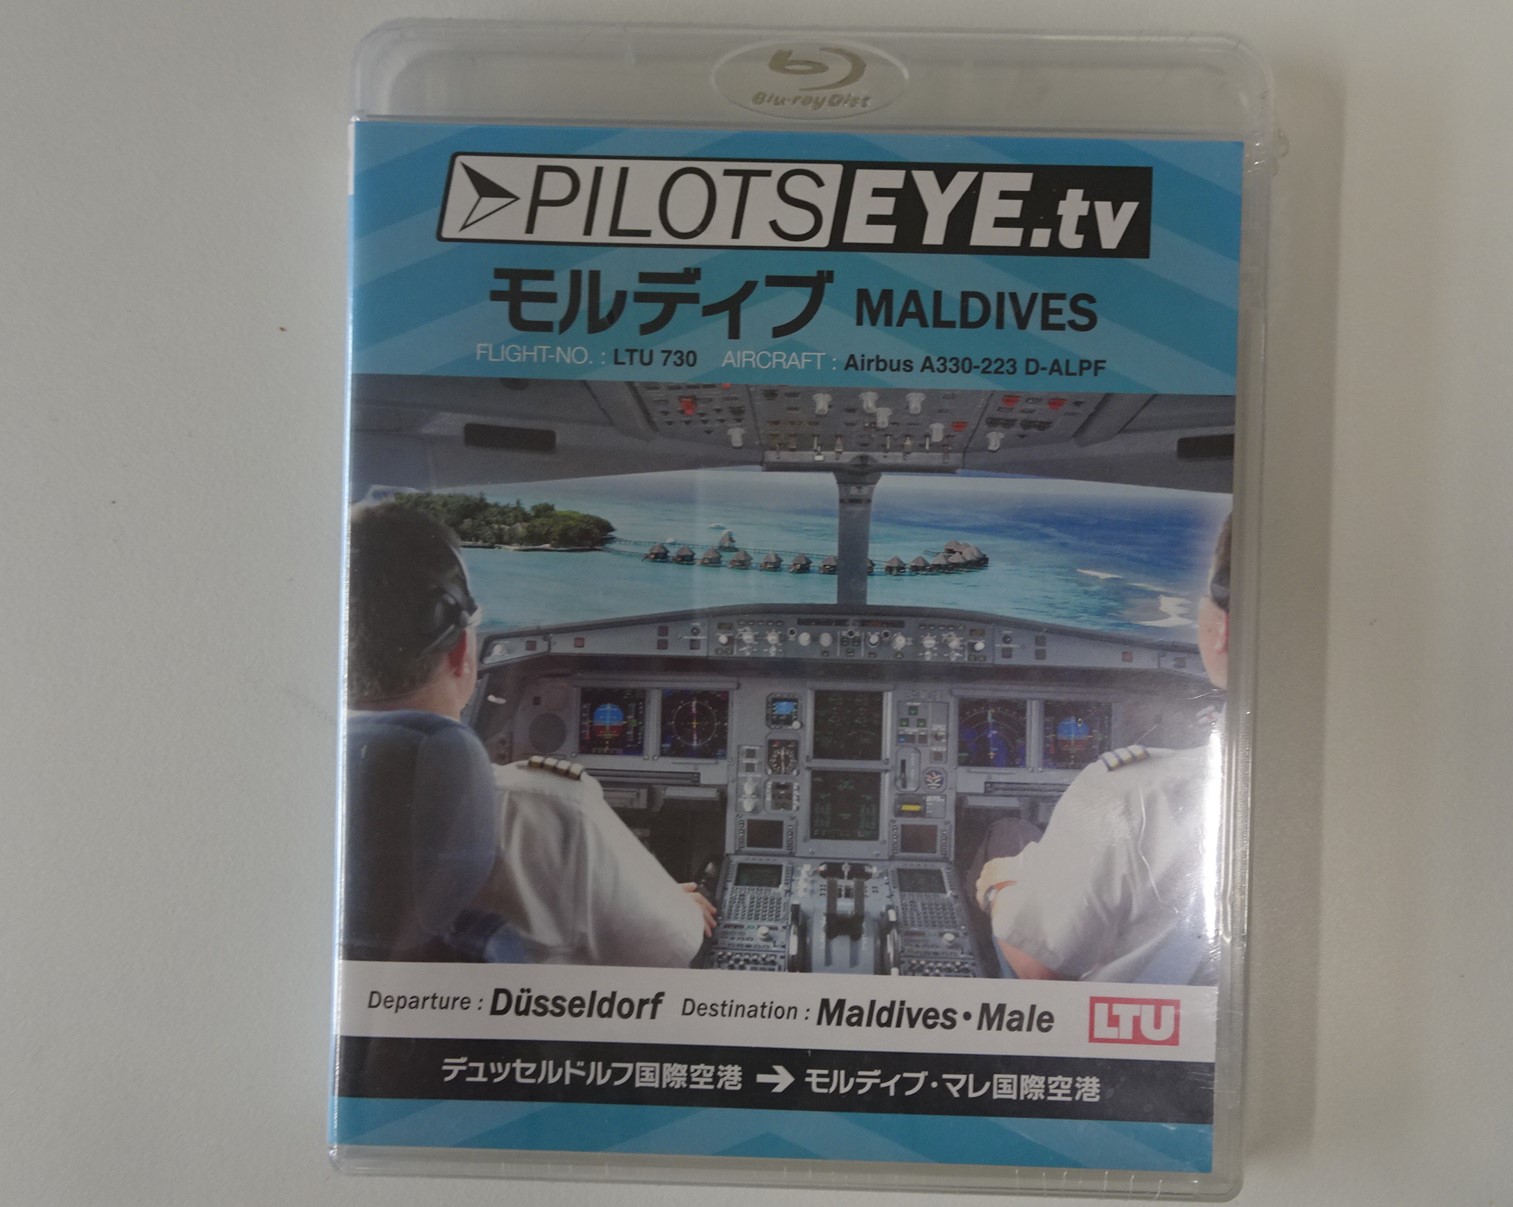 Blu-ray Disc
PILOTSEYE.tv
モルディブ MALDIVES
FLIGHT-NO. : LTU 730 AIRCRAFT : Airbus A330-223 D-ALPF
Departure : Düsseldorf Destination : Maldives・Male LTU
デュッセルドルフ国際空港 → モルディブ・マレ国際空港